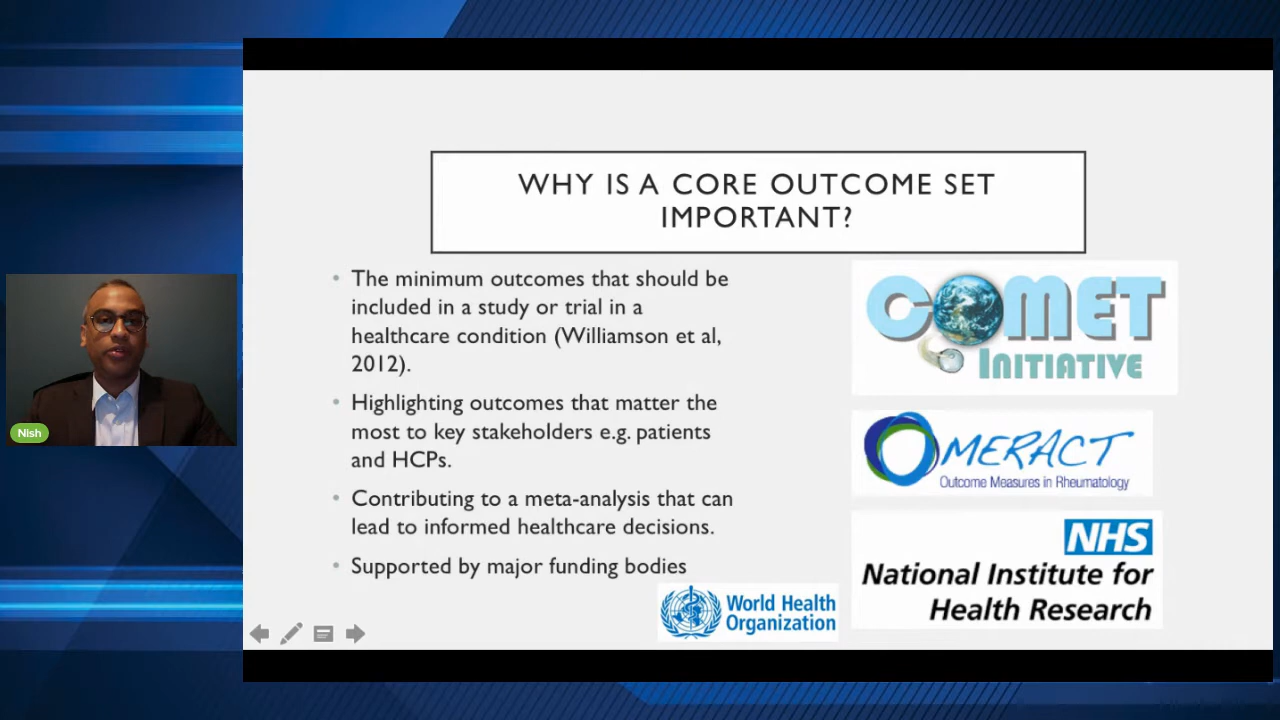 WHY IS A CORE OUTCOME SET
IMPORTANT?
• The minimum outcomes that should be
included in a study or trial in a
healthcare condition (Williamson et al,
2012).
• Highlighting outcomes that matter the
most to key stakeholders e.g. patients
and HCPs.
• Contributing to a meta-analysis that can
lead to informed healthcare decisions.
• Supported by major funding bodies
COMET
INITIATIVE
OMERACT
Outcome Measures in Rheumatology
NHS
National Institute for
Health Research
World Health
Organization
Nish